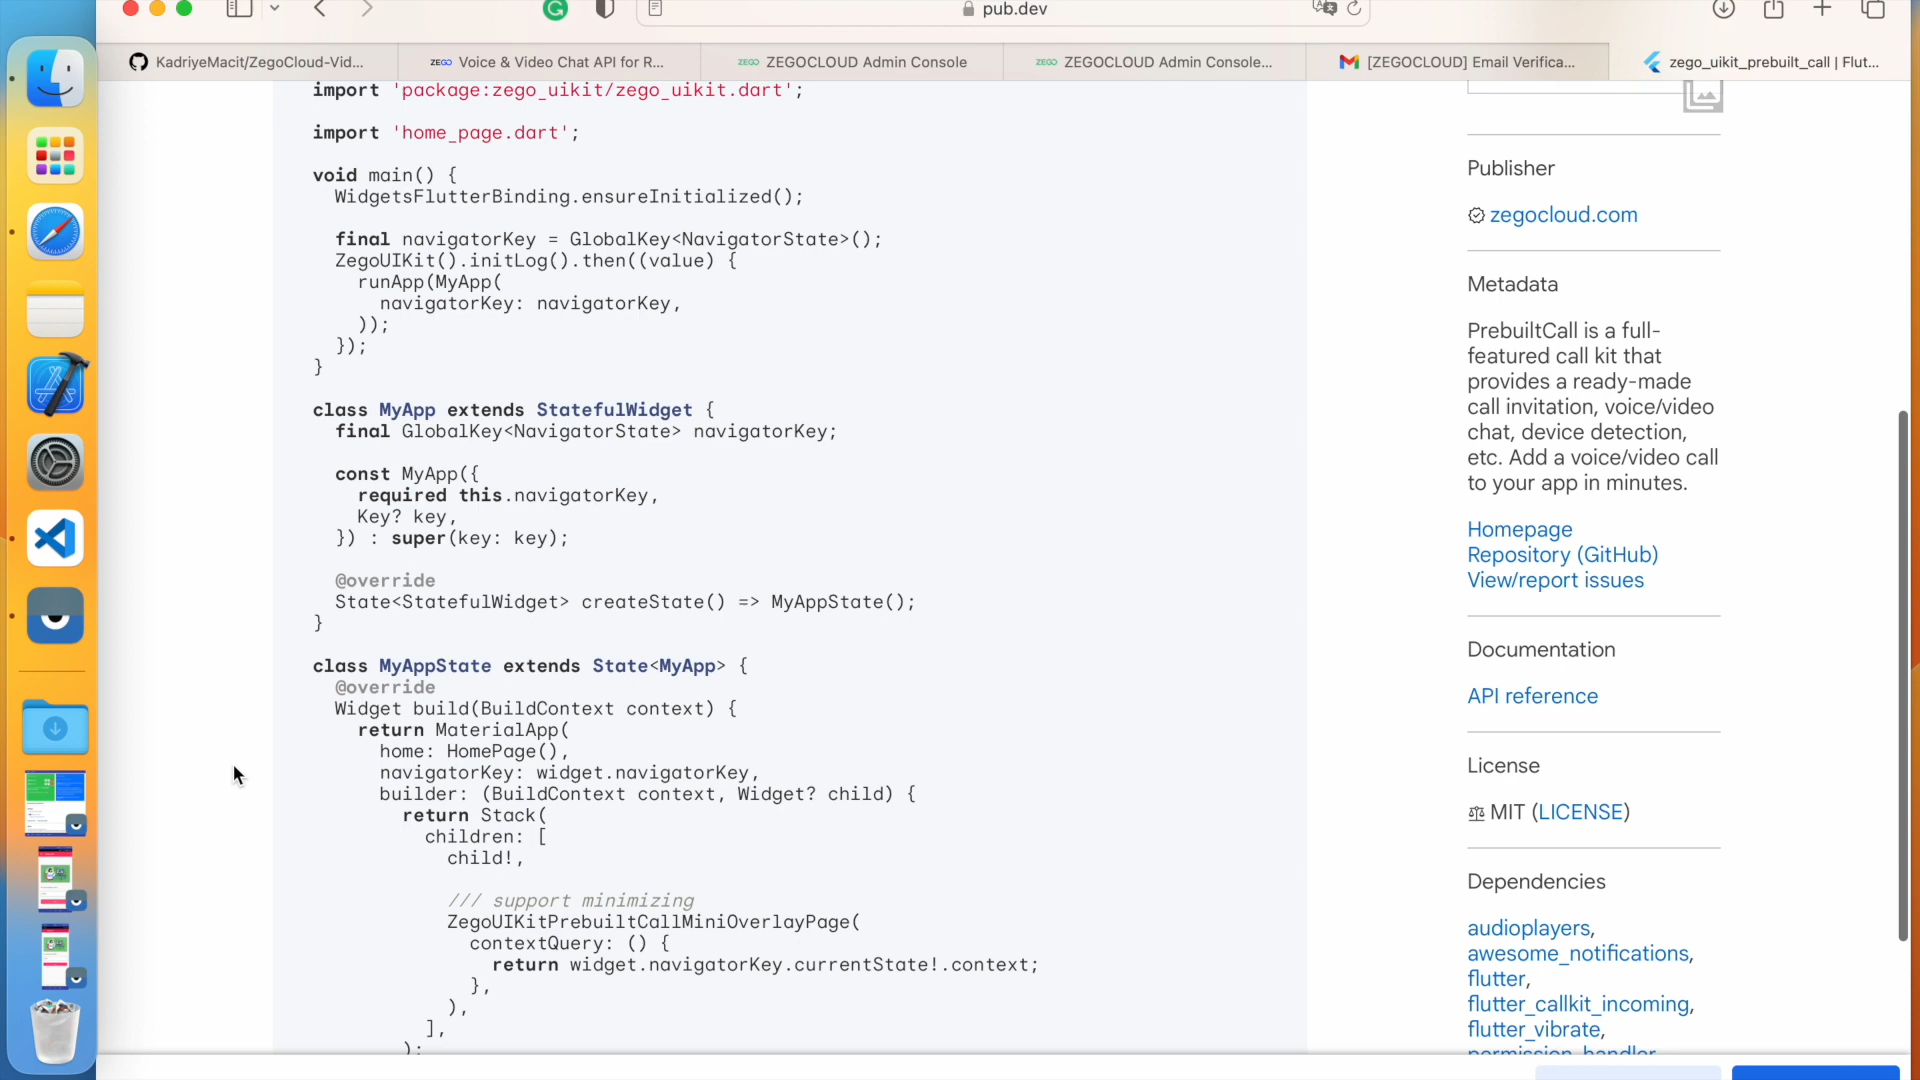 pub.dev
KadriyeMacit/ZegoCloud-Vid...
ZEGO Voice & Video Chat API for R...
ZEGO ZEGOCLOUD Admin Console
ZEGO ZEGOCLOUD Admin Console...
[ZEGOCLOUD] Email Verifica...
zego_uikit_prebuilt_call | Flut...
import 'package:zego_uikit/zego_uikit.dart';
import 'home_page.dart';
void main() {
WidgetsFlutterBinding.ensureInitialized();
final navigatorKey = GlobalKey<NavigatorState>();
ZegoUIKit().initLog().then((value) {
runApp(MyApp(
navigatorKey: navigatorKey,
));
});
}
class MyApp extends StatefulWidget {
final GlobalKey<NavigatorState> navigatorKey;
const MyApp({
required this.navigatorKey,
Key? key,
}) : super(key: key);
@override
State<StatefulWidget> createState() => MyAppState();
}
class MyAppState extends State<MyApp> {
@override
Widget build(BuildContext context) {
return MaterialApp(
home: HomePage(),
navigatorKey: widget.navigatorKey,
builder: (BuildContext context, Widget? child) {
return Stack(
children: [
child!,
/// support minimizing
ZegoUIKitPrebuiltCallMiniOverlayPage(
contextQuery: () {
return widget.navigatorKey.currentState!.context;
},
),
],
);
Publisher
zegocloud.com
Metadata
PrebuiltCall is a full-
featured call kit that
provides a ready-made
call invitation, voice/video
chat, device detection,
etc. Add a voice/video call
to your app in minutes.
Homepage
Repository (GitHub)
View/report issues
Documentation
API reference
License
MIT (LICENSE)
Dependencies
audioplayers,
awesome_notifications,
flutter,
flutter_callkit_incoming,
flutter_vibrate,
permission_handler